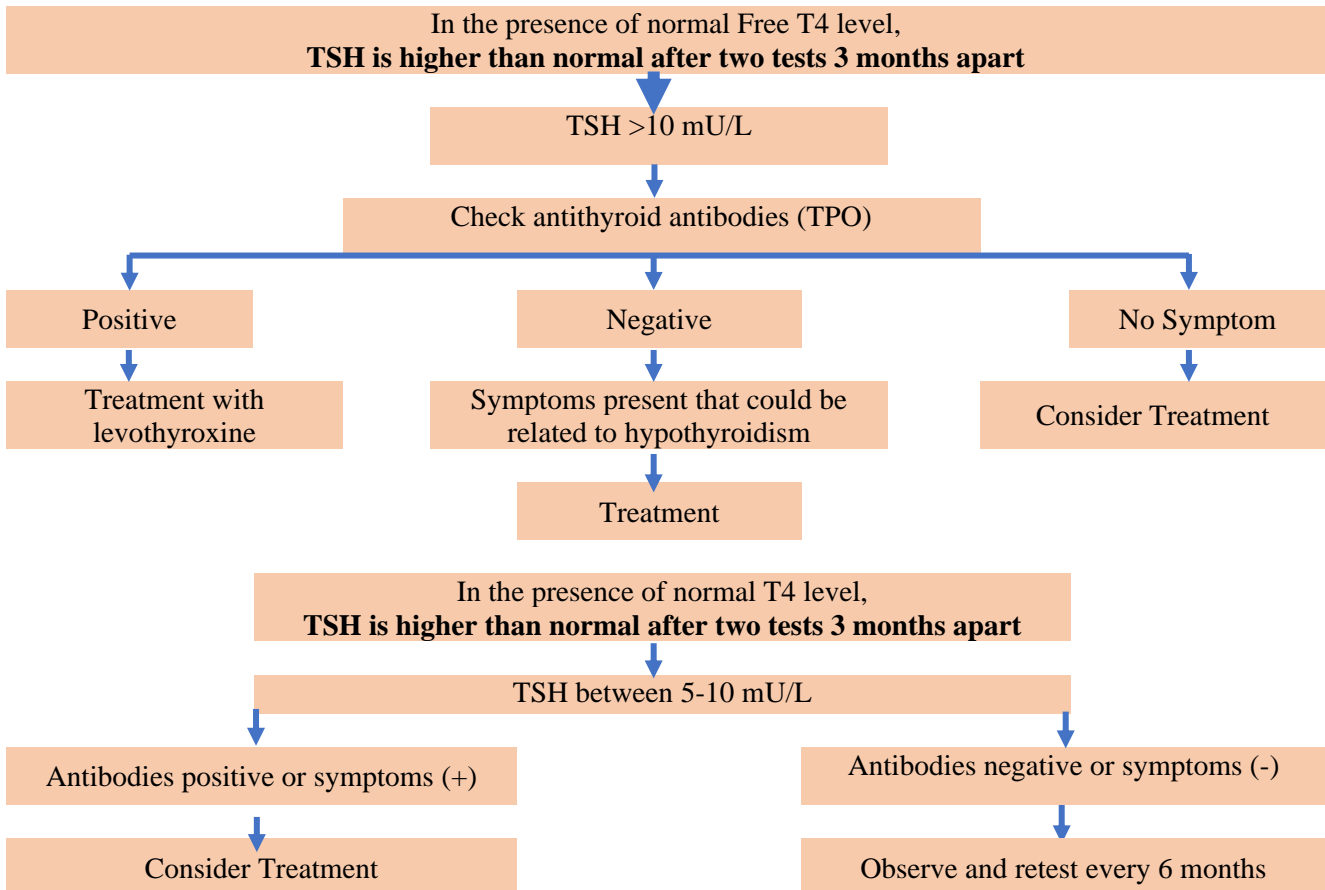 In the presence of normal Free T4 level,
TSH is higher than normal after two tests 3 months apart
TSH >10 mU/L
Check antithyroid antibodies (TPO)
Positive
Negative
No Symptom
Treatment with
levothyroxine
Symptoms present that could be
related to hypothyroidism
Consider Treatment
Treatment
In the presence of normal T4 level,
TSH is higher than normal after two tests 3 months apart
TSH between 5-10 mU/L
Antibodies positive or symptoms (+)
Antibodies negative or symptoms (-)
Consider Treatment
Observe and retest every 6 months